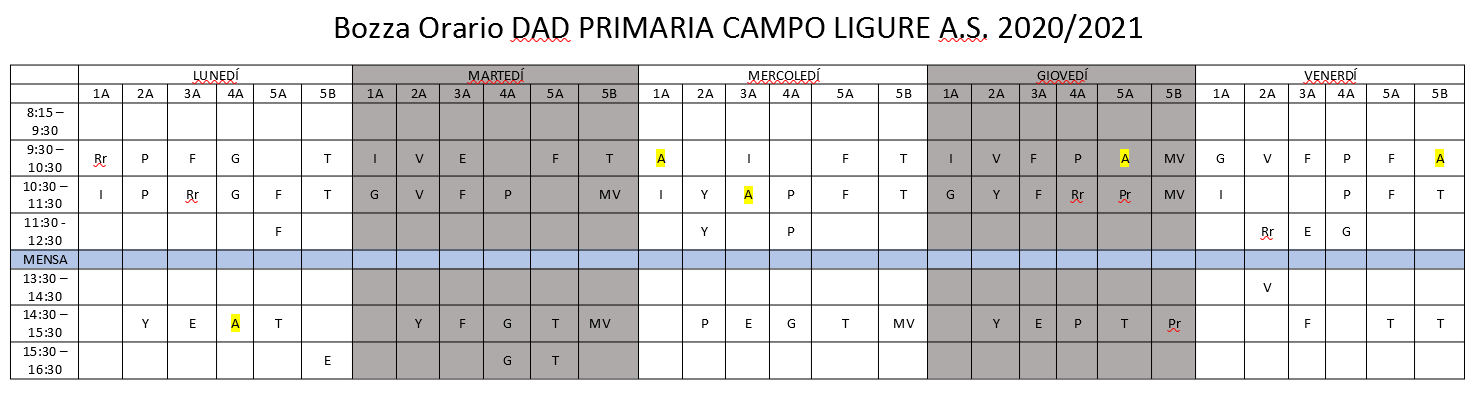 Bozza Orario DAD PRIMARIA CAMPO LIGURE A.S. 2020/2021
LUNEDÍ MARTEDÍ MERCOLEDÍ GIOVEDÍ VENERDÍ
1A 2A 3A 4A 5A 5B 1A 2A 3A 4A 5A 5B 1A 2A 3A 4A 5A 5B 1A 2A 3A 4A 5A 5B 1A 2A 3A 4A 5A 5B
8:15 –
9:30
9:30 –
10:30
Rr P F G T I V E F T A I F T I V F P A MV G V F P F A
10:30 –
11:30
I P Rr G F T G V F P MV I Y A P F T G Y F Rr Pr MV I P F T
11:30 -
12:30
F Y P Rr E G
MENSA
13:30 –
14:30
V
14:30 –
15:30
Y E A T Y F G T MV P E G T MV Y E P T Pr F T T
15:30 –
16:30
E G T